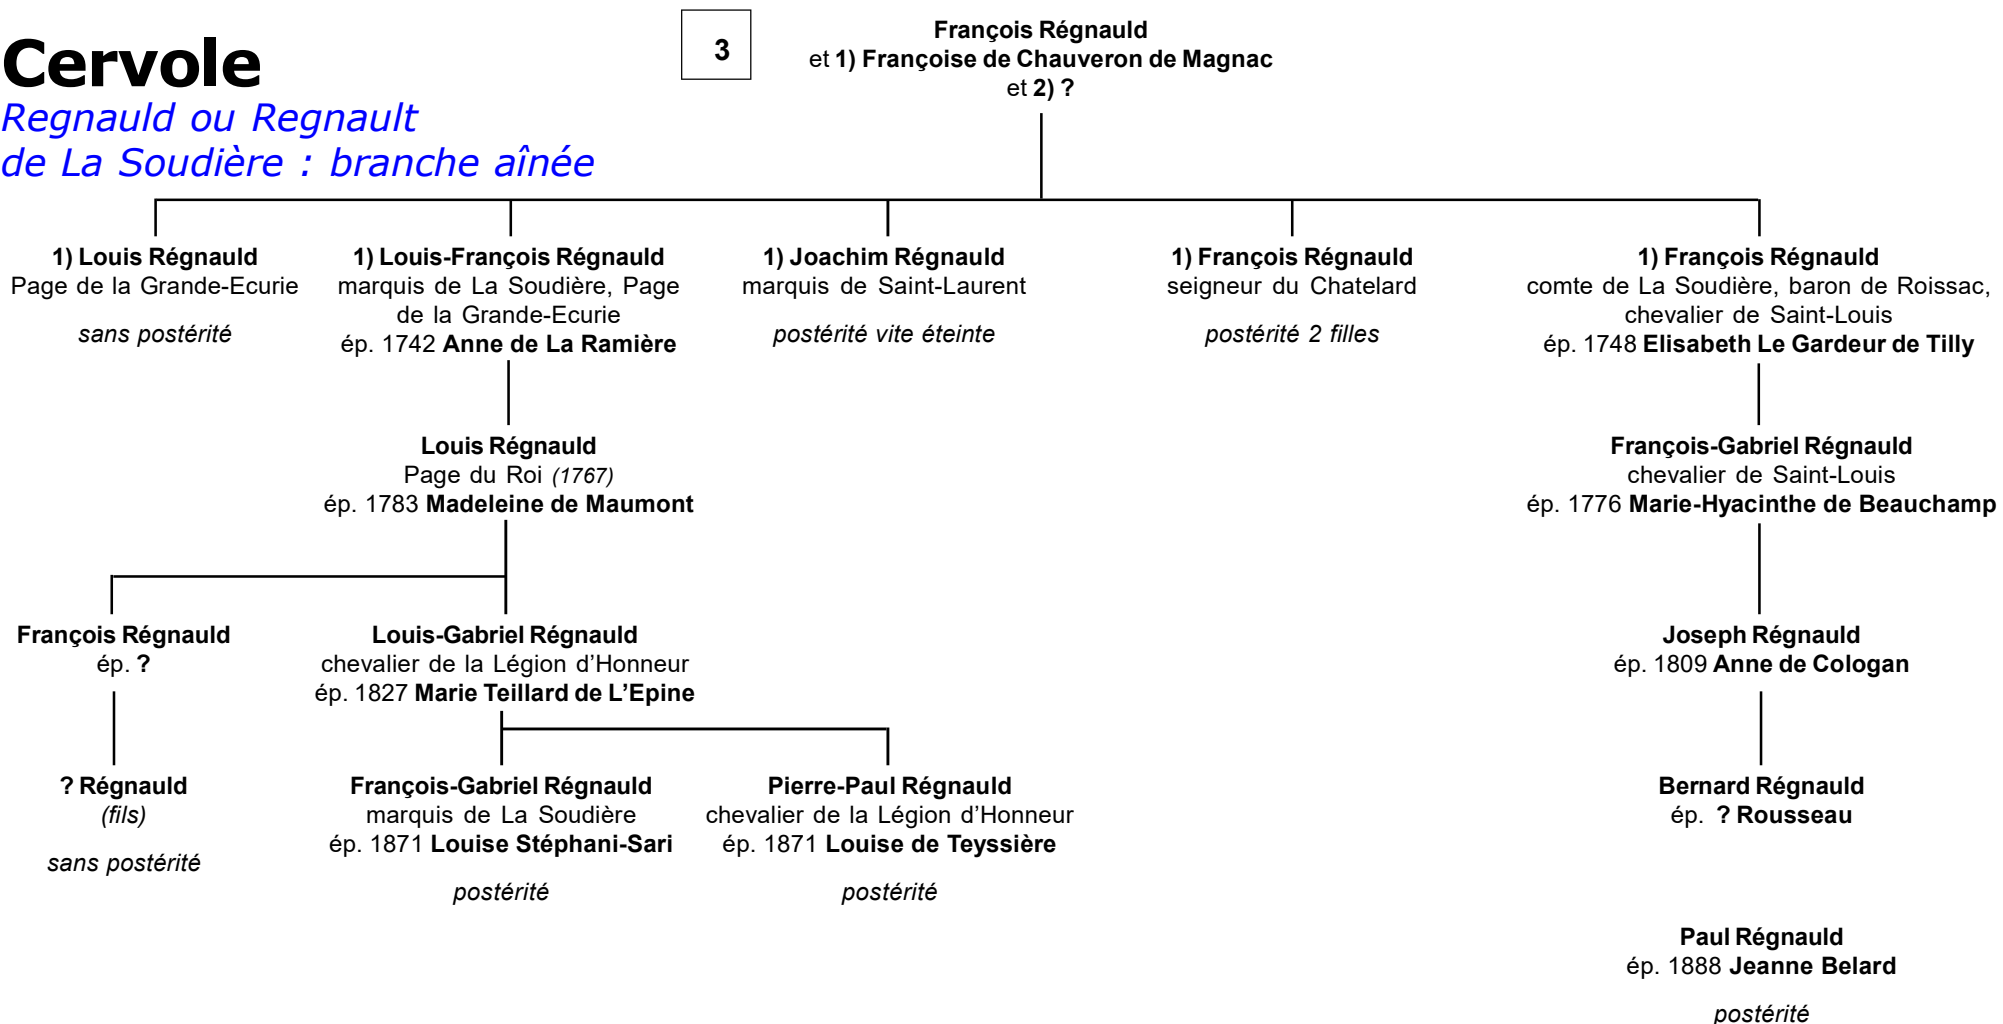 Cervole
Regnauld ou Regnault
de La Soudière : branche aînée
3
François Régnauld
et 1) Françoise de Chauveron de Magnac
et 2) ?
1) Louis Régnauld
Page de la Grande-Ecurie
sans postérité
1) Louis-François Régnauld
marquis de La Soudière, Page
de la Grande-Ecurie
ép. 1742 Anne de La Ramière
1) Joachim Régnauld
marquis de Saint-Laurent
postérité vite éteinte
1) François Régnauld
seigneur du Chatelard
postérité 2 filles
1) François Régnauld
comte de La Soudière, baron de Roissac,
chevalier de Saint-Louis
ép. 1748 Elisabeth Le Gardeur de Tilly
Louis Régnauld
Page du Roi (1767)
ép. 1783 Madeleine de Maumont
François-Gabriel Régnauld
chevalier de Saint-Louis
ép. 1776 Marie-Hyacinthe de Beauchamp
François Régnauld
ép. ?
Louis-Gabriel Régnauld
chevalier de la Légion d’Honneur
ép. 1827 Marie Teillard de L’Epine
Joseph Régnauld
ép. 1809 Anne de Cologan
? Régnauld
(fils)
sans postérité
François-Gabriel Régnauld
marquis de La Soudière
ép. 1871 Louise Stéphani-Sari
postérité
Pierre-Paul Régnauld
chevalier de la Légion d’Honneur
ép. 1871 Louise de Teyssière
postérité
Bernard Régnauld
ép. ? Rousseau
Paul Régnauld
ép. 1888 Jeanne Belard
postérité